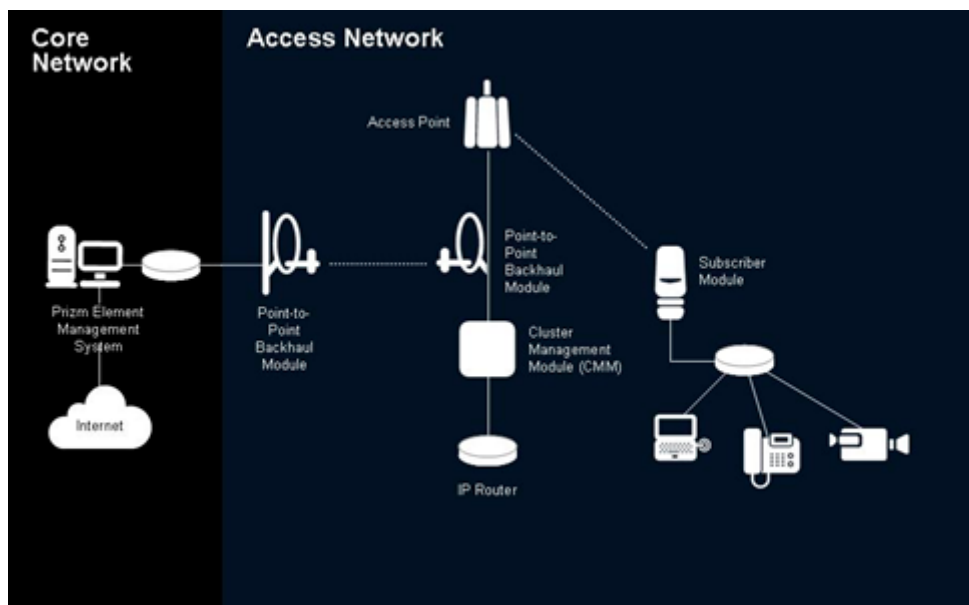 Core
Network
Access Network
Access Point
Point-to-
Point
Backhaul
Module
Subscriber
Module
Prizm Element
Management
System
Point-to-
Point
Backhaul
Module
Cluster
Management
Module (CMM)
Internet
IP Router